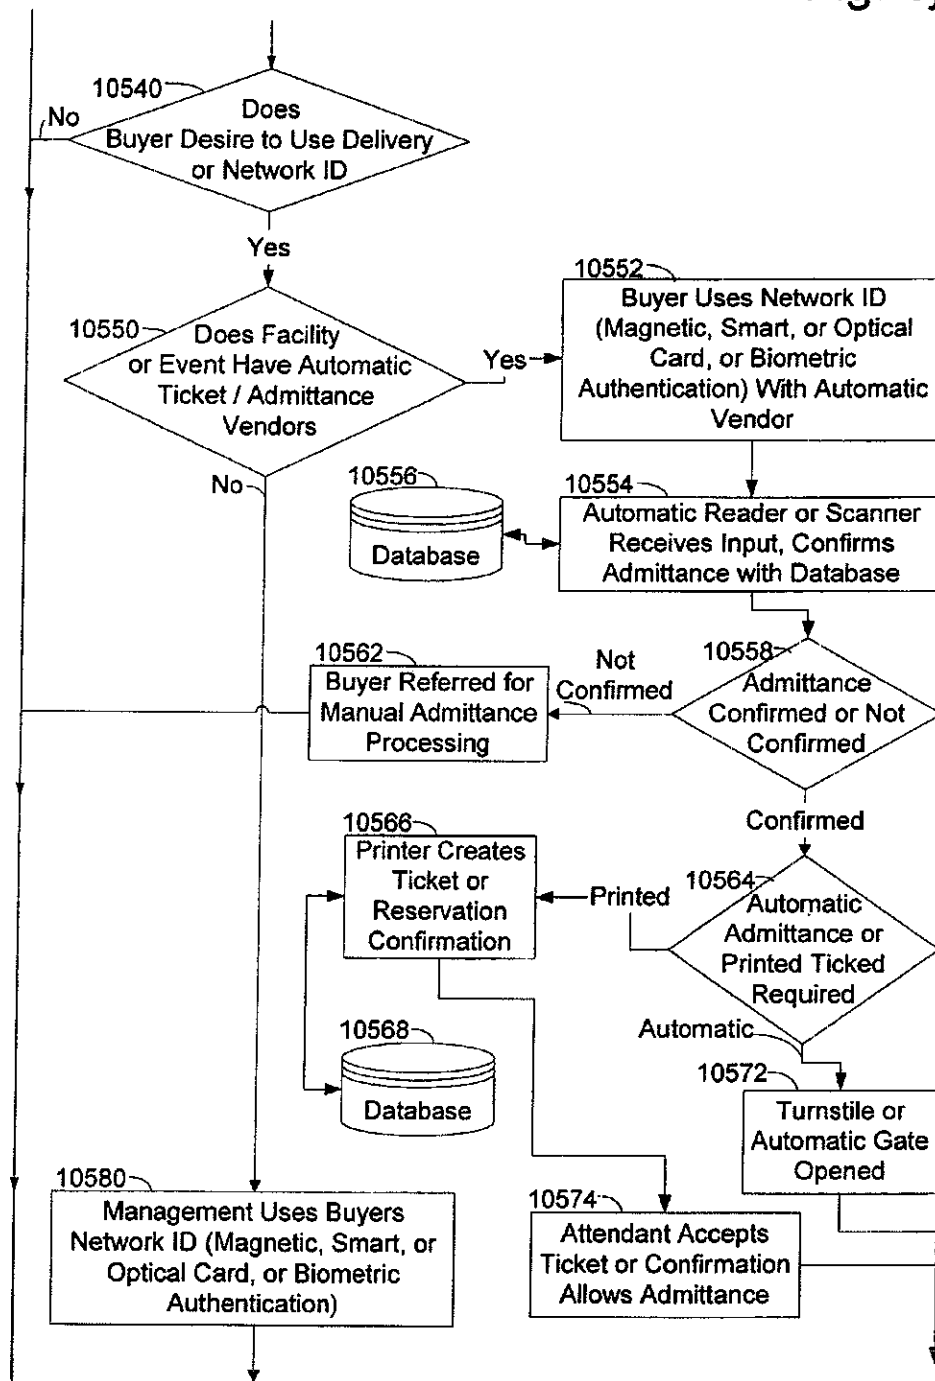 10540
No
Does
Buyer Desire to Use Delivery
or Network ID
Yes
10550
Does Facility
or Event Have Automatic
Ticket / Admittance
Vendors
Yes
No
10552
Buyer Uses Network ID
(Magnetic, Smart, or Optical
Card, or Biometric
Authentication) With Automatic
Vendor
10556
Database
10554
Automatic Reader or Scanner
Receives Input, Confirms
Admittance with Database
10558
Admittance
Confirmed or Not
Confirmed
Not
Confirmed
10562
Buyer Referred for
Manual Admittance
Processing
Confirmed
10566
Printer Creates
Ticket or
Reservation
Confirmation
Printed
10564
Automatic
Admittance or
Printed Ticked
Required
Automatic
10568
Database
10572
Turnstile or
Automatic Gate
Opened
10580
Management Uses Buyers
Network ID (Magnetic, Smart, or
Optical Card, or Biometric
Authentication)
10574
Attendant Accepts
Ticket or Confirmation
Allows Admittance